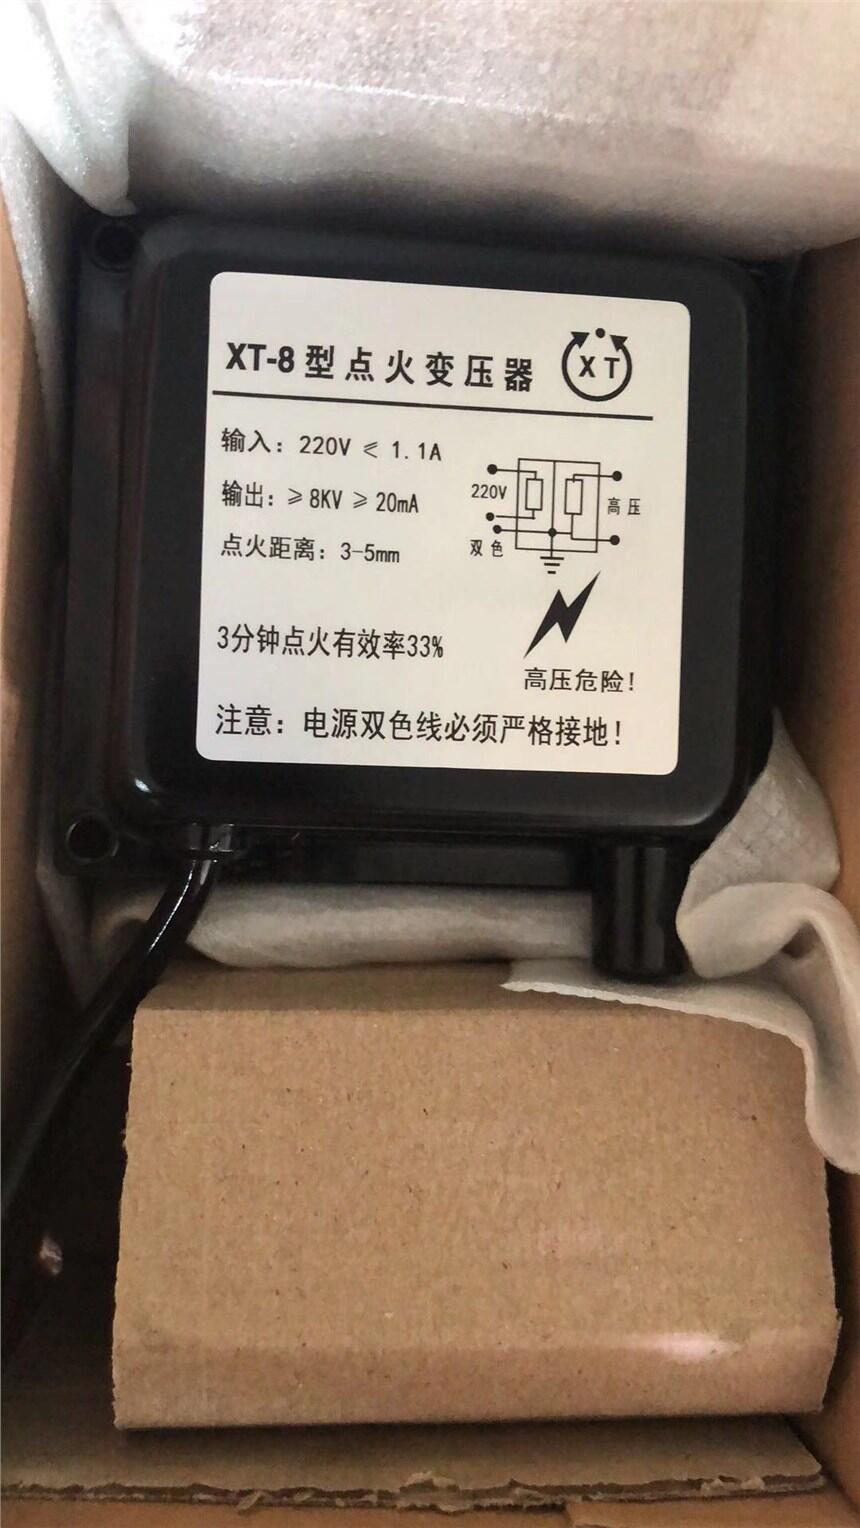 XT-8型点火变压器
XT
输入：220V ≤ 1.1A
输出：≥8KV ≥20mA
点火距离：3-5mm
220V
高压
双色
3分钟点火有效率33%
高压危险!
注意：电源双色线必须严格接地!